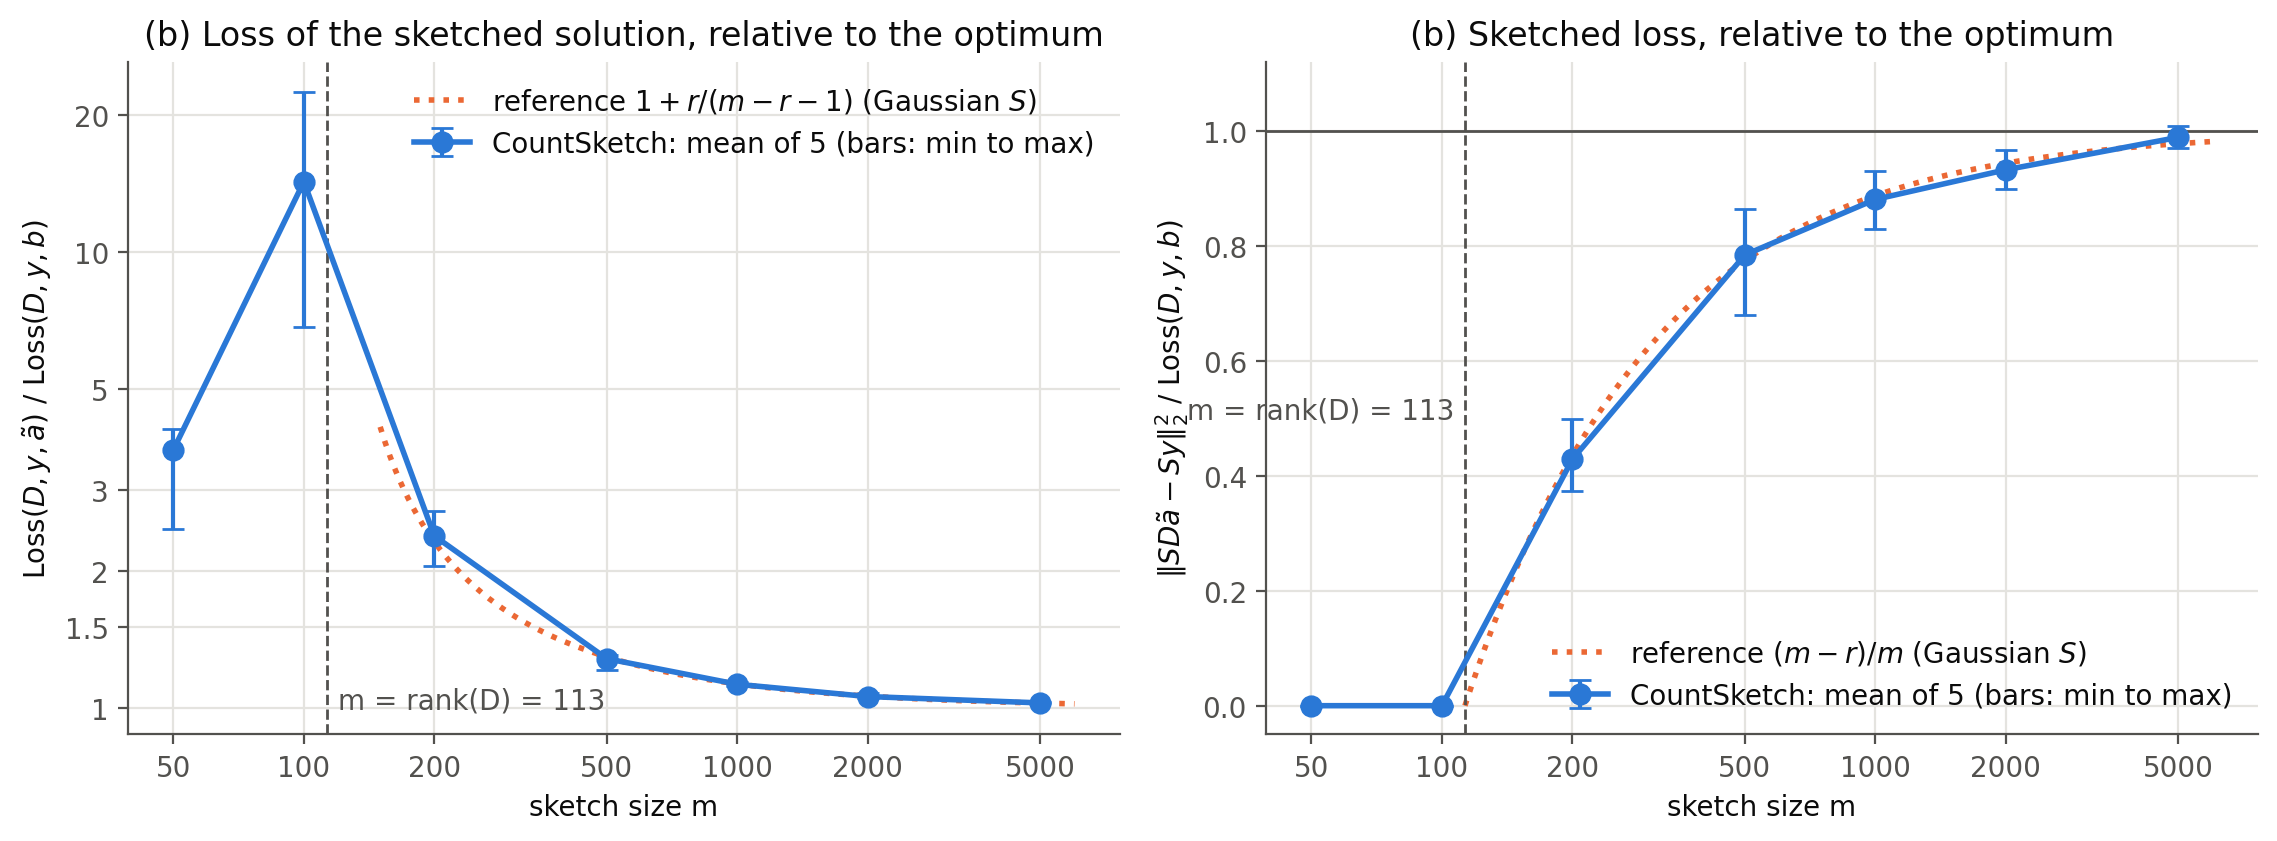 (b) Loss of the sketched solution, relative to the optimum
Loss(D, y, ã) / Loss(D, y, b)
20
10
5
3
2
1.5
1
reference 1 + r/(m − r − 1) (Gaussian S)
CountSketch: mean of 5 (bars: min to max)
m = rank(D) = 113
50
100
200
500
1000
2000
5000
sketch size m
(b) Sketched loss, relative to the optimum
‖SDã − Sy‖₂² / Loss(D, y, b)
1.0
0.8
0.6
0.4
0.2
0.0
m = rank(D) = 113
reference (m − r)/m (Gaussian S)
CountSketch: mean of 5 (bars: min to max)
50
100
200
500
1000
2000
5000
sketch size m